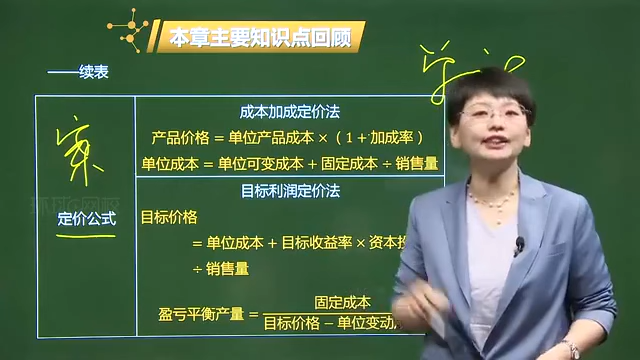 本章主要知识点回顾
——续表
案
成本加成定价法
产品价格 = 单位产品成本 ×（1 + 加成率）
单位成本 = 单位可变成本 + 固定成本 ÷ 销售量
环球网校
定价公式
目标利润定价法
目标价格
= 单位成本 + 目标收益率 × 资本
÷ 销售量
盈亏平衡产量 = 固定成本
目标价格 − 单位变动